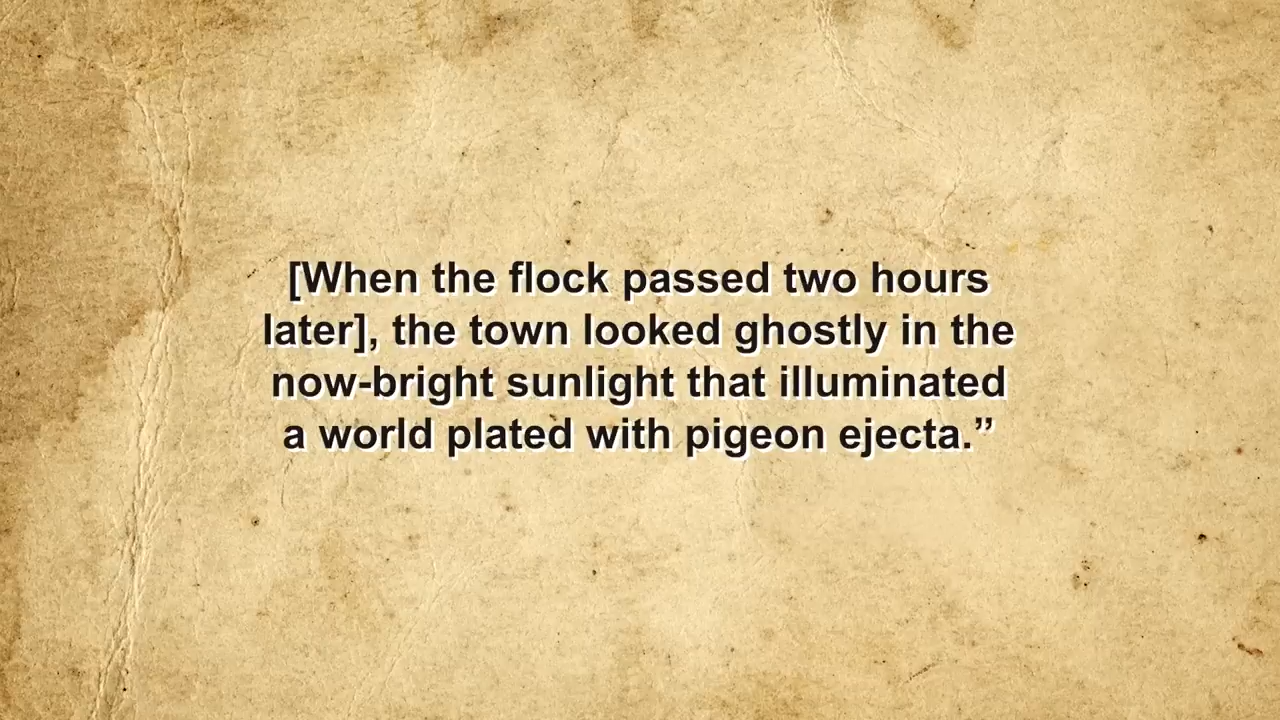 [When the flock passed two hours
later], the town looked ghostly in the
now-bright sunlight that illuminated
a world plated with pigeon ejecta.”